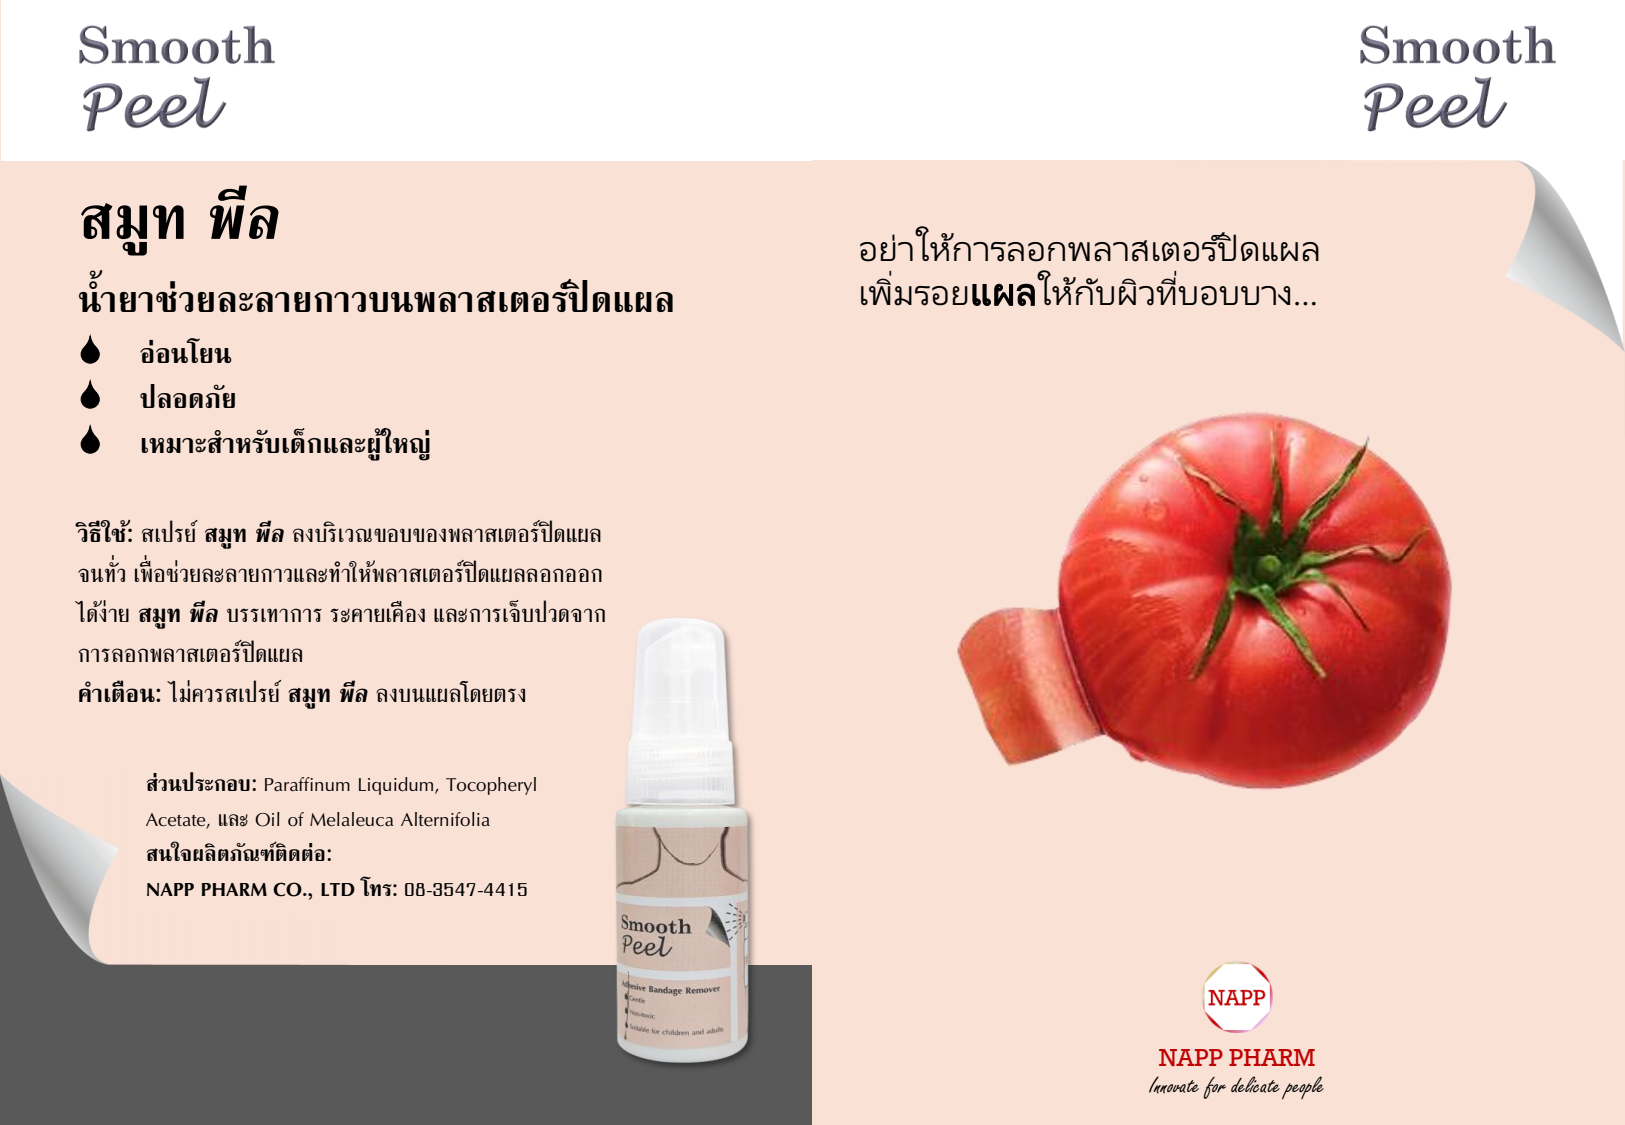 Smooth
Peel
สมูท พีล
น้ำยาช่วยละลายกาวบนพลาสเตอร์ปิดแผล
อ่อนโยน
ปลอดภัย
เหมาะสำหรับเด็กและผู้ใหญ่
วิธีใช้: สเปรย์ สมูท พีล ลงบริเวณขอบของพลาสเตอร์ปิดแผล
จนทั่ว เพื่อช่วยละลายกาวและทำให้พลาสเตอร์ปิดแผลลอกออก
ได้ง่าย สมูท พีล บรรเทาการ ระคายเคือง และการเจ็บปวดจาก
การลอกพลาสเตอร์ปิดแผล
คำเตือน: ไม่ควรสเปรย์ สมูท พีล ลงบนแผลโดยตรง
ส่วนประกอบ: Paraffinum Liquidum, Tocopheryl
Acetate, และ Oil of Melaleuca Alternifolia
สนใจผลิตภัณฑ์ติดต่อ:
NAPP PHARM CO., LTD โทร: 08-3547-4415
Smooth
Peel
Adhesive Bandage Remover
Gentle
Non-toxic
Suitable for children and adults
Smooth
Peel
อย่าให้การลอกพลาสเตอร์ปิดแผล
เพิ่มรอยแผลให้กับผิวที่บอบบาง...
NAPP
NAPP PHARM
Innovate for delicate people